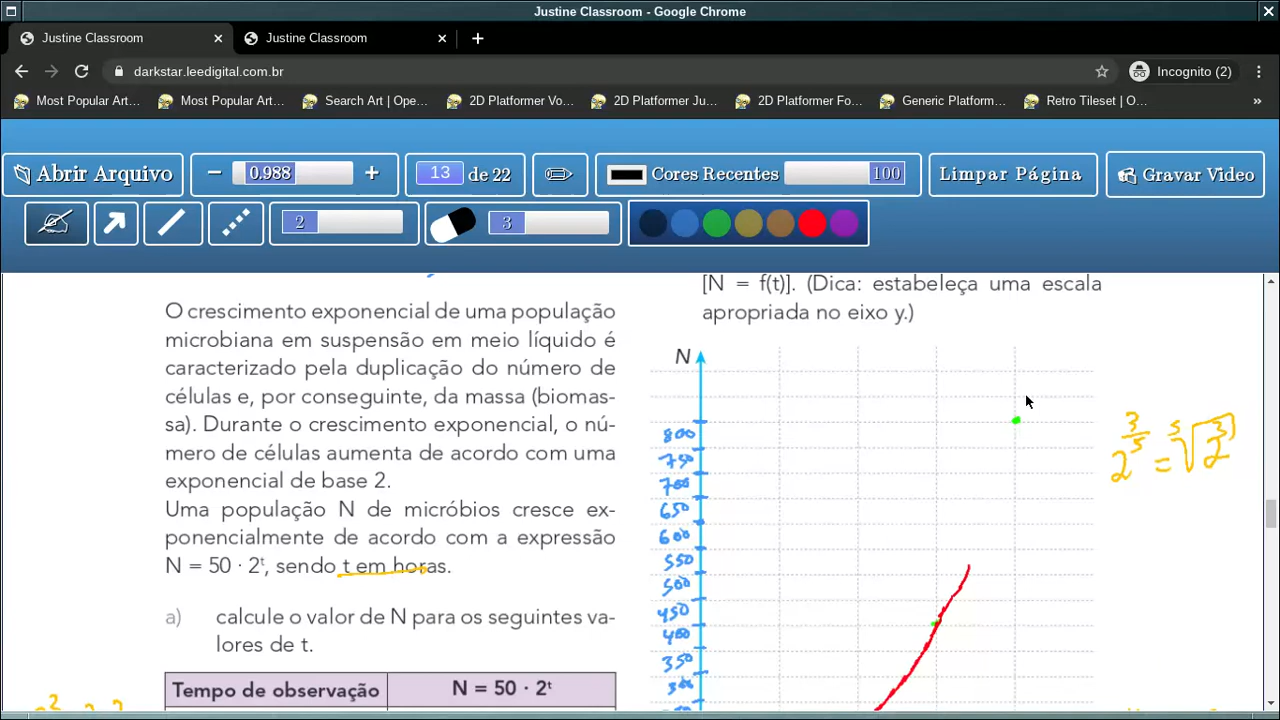 Justine Classroom - Google Chrome
Justine Classroom
Justine Classroom
darkstar.leedigital.com.br
Incognito (2)
Most Popular Art...
Most Popular Art...
Search Art | Ope...
2D Platformer Vo...
2D Platformer Ju...
2D Platformer Fo...
Generic Platform...
Retro Tileset | O...
»
Abrir Arquivo
− 0.988 +
13 de 22
Cores Recentes 100
Limpar Página
Gravar Video
2
3
O crescimento exponencial de uma população
microbiana em suspensão em meio líquido é
caracterizado pela duplicação do número de
células e, por conseguinte, da massa (biomas-
sa). Durante o crescimento exponencial, o nú-
mero de células aumenta de acordo com uma
exponencial de base 2.
Uma população N de micróbios cresce ex-
ponencialmente de acordo com a expressão
N = 50 · 2ᵗ, sendo t em horas.
a) calcule o valor de N para os seguintes va-
lores de t.
Tempo de observação
N = 50 · 2ᵗ
[N = f(t)]. (Dica: estabeleça uma escala
apropriada no eixo y.)
N
800
750
700
650
600
550
500
450
400
350
300
2^(3/5) = ⁵√2³